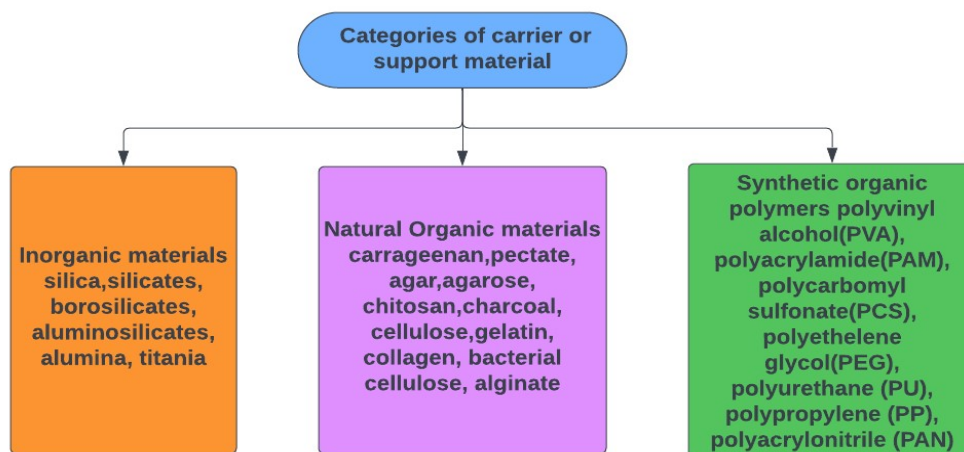 Categories of carrier or
support material
Inorganic materials
silica,silicates,
borosilicates,
aluminosilicates,
alumina, titania
Natural Organic materials
carrageenan,pectate,
agar,agarose,
chitosan,charcoal,
cellulose,gelatin,
collagen, bacterial
cellulose, alginate
Synthetic organic
polymers polyvinyl
alcohol(PVA),
polyacrylamide(PAM),
polycarbomyl
sulfonate(PCS),
polyethelene
glycol(PEG),
polyurethane (PU),
polypropylene (PP),
polyacrylonitrile (PAN)